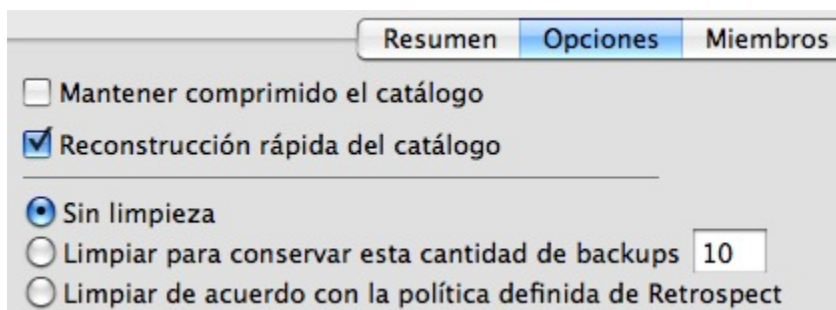 Resumen Opciones Miembros
Mantener comprimido el catálogo
Reconstrucción rápida del catálogo
Sin limpieza
Limpiar para conservar esta cantidad de backups 10
Limpiar de acuerdo con la política definida de Retrospect